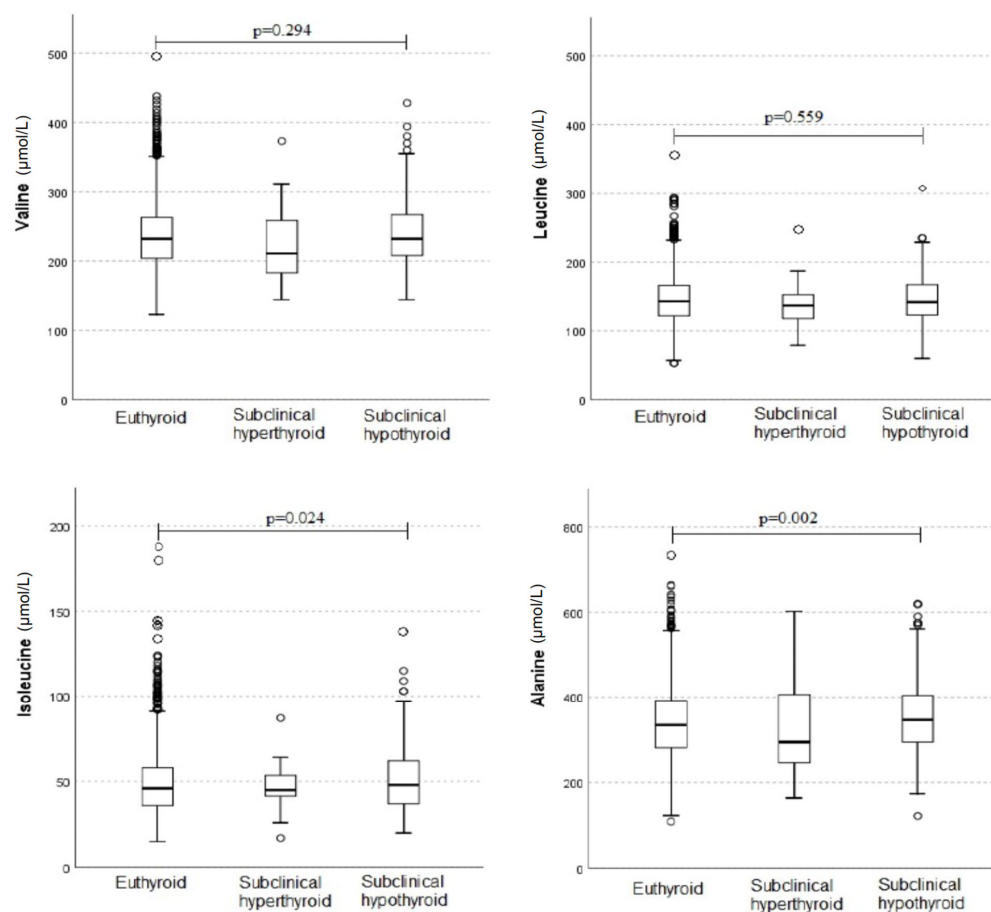 p=0.294
500
400
300
200
100
0
Valine (µmol/L)
Euthyroid
Subclinical
hyperthyroid
Subclinical
hypothyroid
p=0.559
500
400
300
200
100
0
Leucine (µmol/L)
Euthyroid
Subclinical
hyperthyroid
Subclinical
hypothyroid
p=0.024
200
150
100
50
0
Isoleucine (µmol/L)
Euthyroid
Subclinical
hyperthyroid
Subclinical
hypothyroid
p=0.002
800
600
400
200
0
Alanine (µmol/L)
Euthyroid
Subclinical
hyperthyroid
Subclinical
hypothyroid